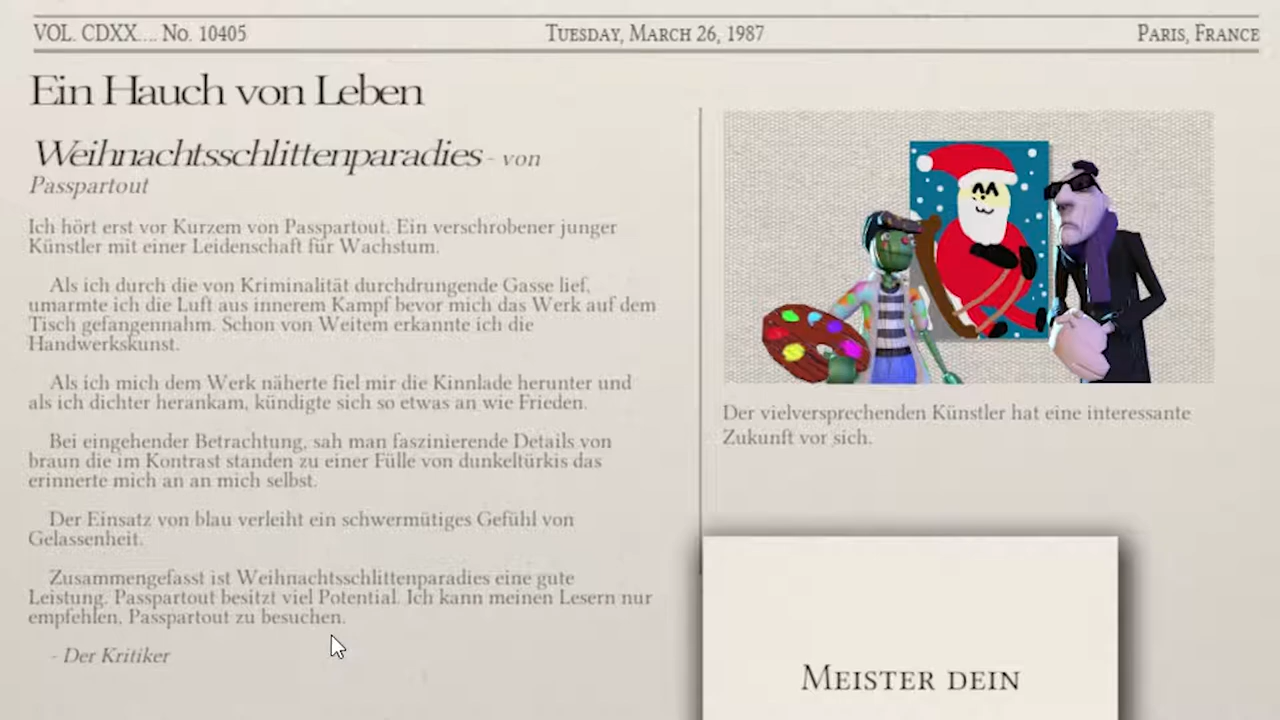 VOL. CDXX.... No. 10405
Tuesday, March 26, 1987
Paris, France
Ein Hauch von Leben
Weihnachtsschlittenparadies - von
Passpartout
Ich hört erst vor Kurzem von Passpartout. Ein verschrobener junger
Künstler mit einer Leidenschaft für Wachstum.
Als ich durch die von Kriminalität durchdrungende Gasse lief,
umarmte ich die Luft aus innerem Kampf bevor mich das Werk auf dem
Tisch gefangennahm. Schon von Weitem erkannte ich die
Handwerkskunst.
Als ich mich dem Werk näherte fiel mir die Kinnlade herunter und
als ich dichter herankam, kündigte sich so etwas an wie Frieden.
Bei eingehender Betrachtung, sah man faszinierende Details von
braun die im Kontrast standen zu einer Fülle von dunkeltürkis das
erinnerte mich an an mich selbst.
Der Einsatz von blau verleiht ein schwermütiges Gefühl von
Gelassenheit.
Zusammengefasst ist Weihnachtsschlittenparadies eine gute
Leistung. Passpartout besitzt viel Potential. Ich kann meinen Lesern nur
empfehlen, Passpartout zu besuchen.
- Der Kritiker
Der vielversprechenden Künstler hat eine interessante
Zukunft vor sich.
Meister dein